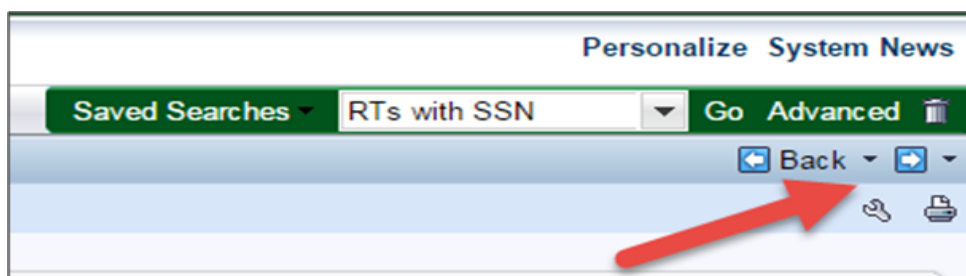 Personalize System News
Saved Searches RTs with SSN Go Advanced
Back